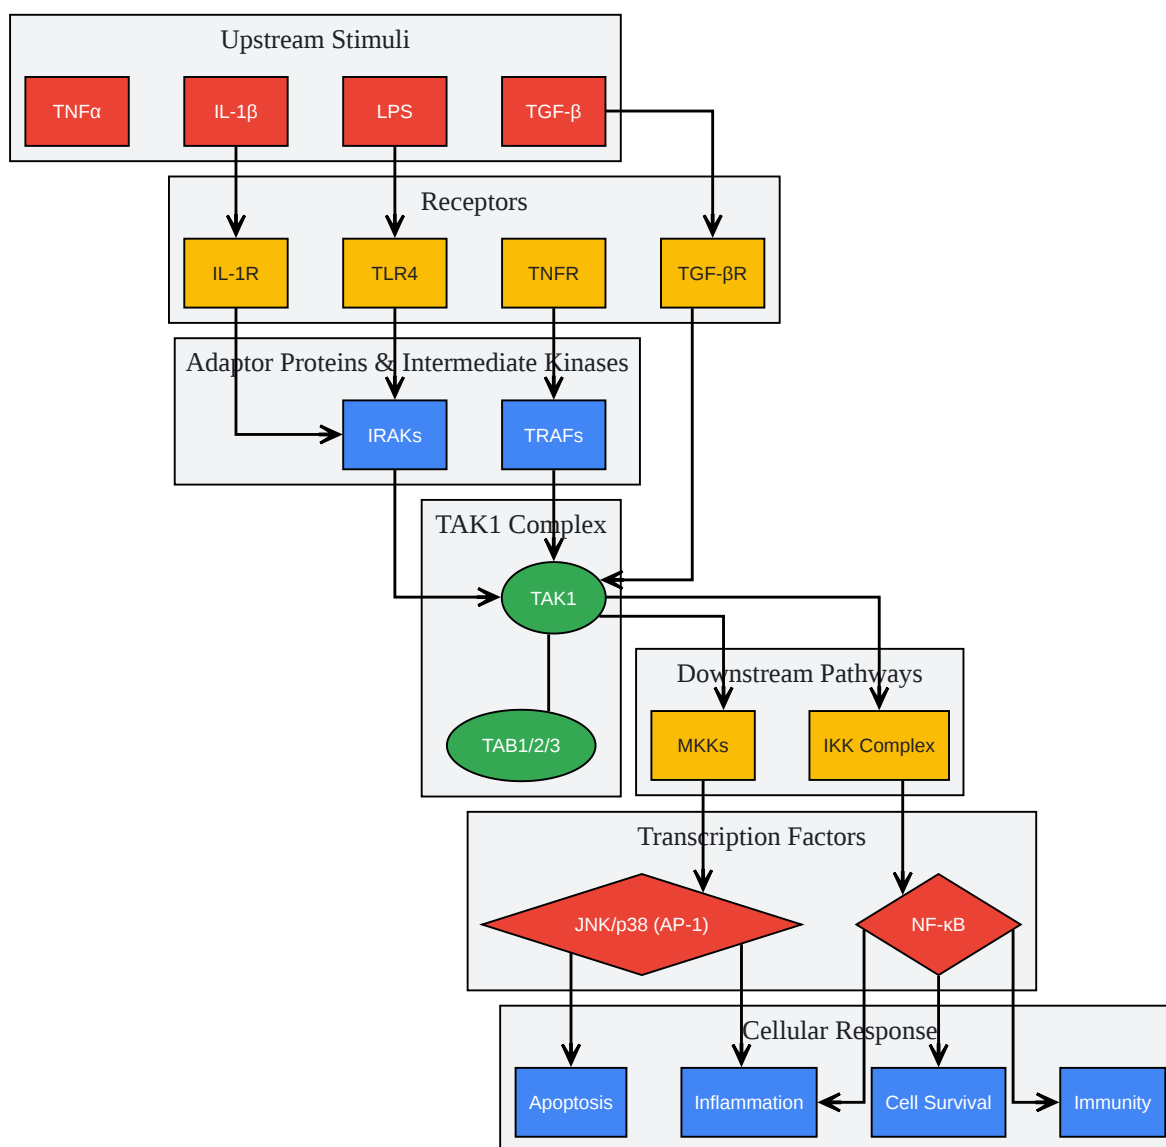 Upstream Stimuli
TNFα
IL-1β
LPS
TGF-β
Receptors
IL-1R
TLR4
TNFR
TGF-βR
Adaptor Proteins & Intermediate Kinases
IRAKs
TRAFs
TAK1 Complex
TAK1
TAB1/2/3
Downstream Pathways
MKKs
IKK Complex
Transcription Factors
JNK/p38 (AP-1)
NF-κB
Cellular Response
Apoptosis
Inflammation
Cell Survival
Immunity